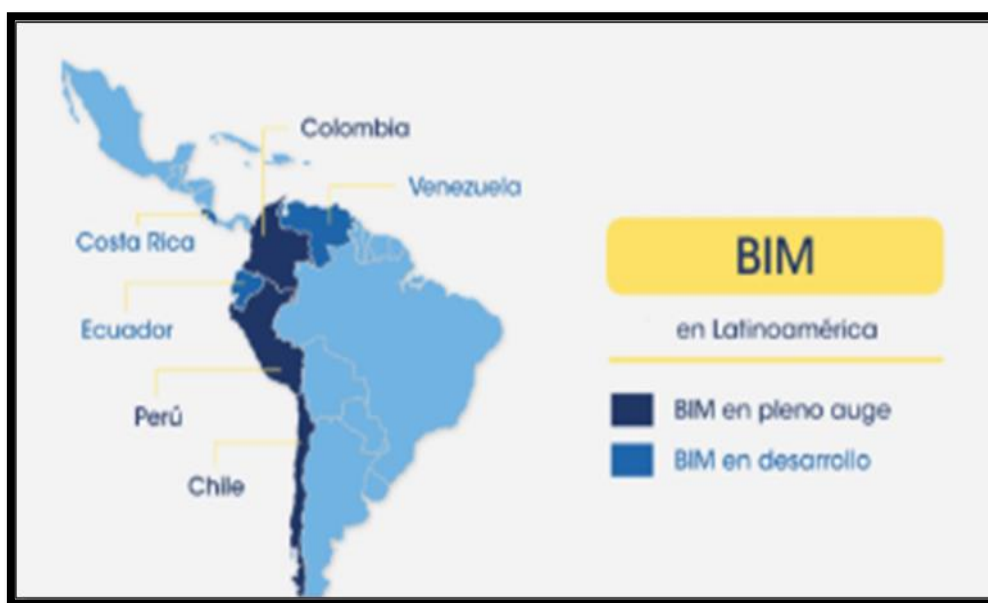 Colombia
Venezuela
Costa Rica
Ecuador
Perú
Chile
BIM
en Latinoamérica
BIM en pleno auge
BIM en desarrollo